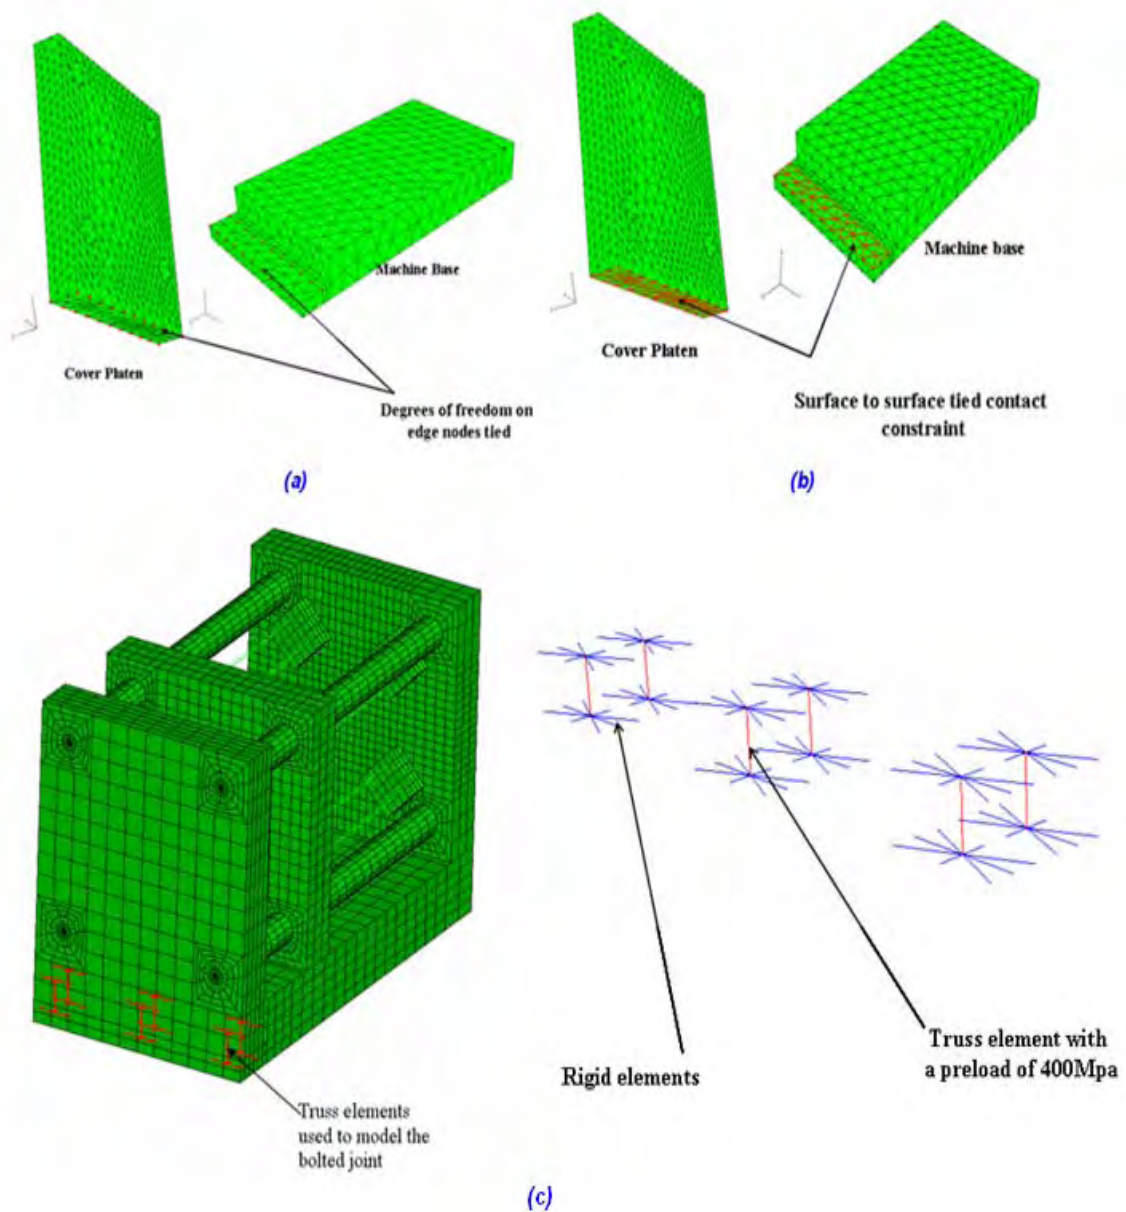 Machine Base
Cover Platen
Degrees of freedom on
edge nodes tied
(a)
Machine base
Cover Platen
Surface to surface tied contact
constraint
(b)
Truss elements
used to model the
bolted joint
Rigid elements
Truss element with
a preload of 400Mpa
(c)